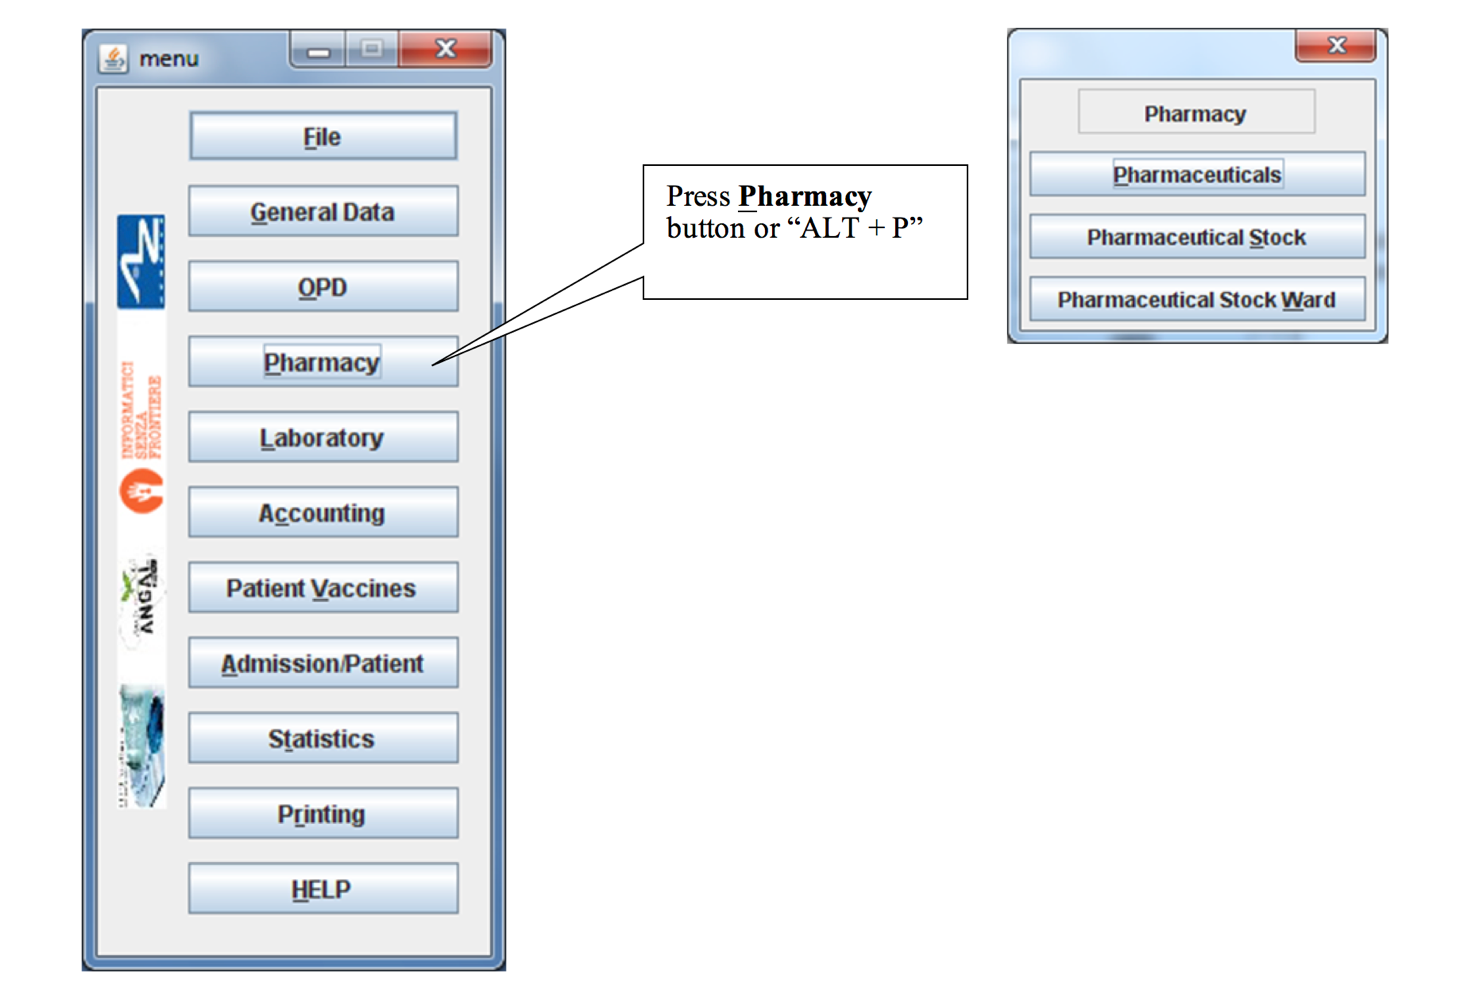 menu
File
General Data
OPD
Pharmacy
Laboratory
Accounting
Patient Vaccines
Admission/Patient
Statistics
Printing
HELP
INFORMATICI
SENZA
FRONTIERE
ANGAL
Press Pharmacy
button or “ALT + P”
Pharmacy
Pharmaceuticals
Pharmaceutical Stock
Pharmaceutical Stock Ward